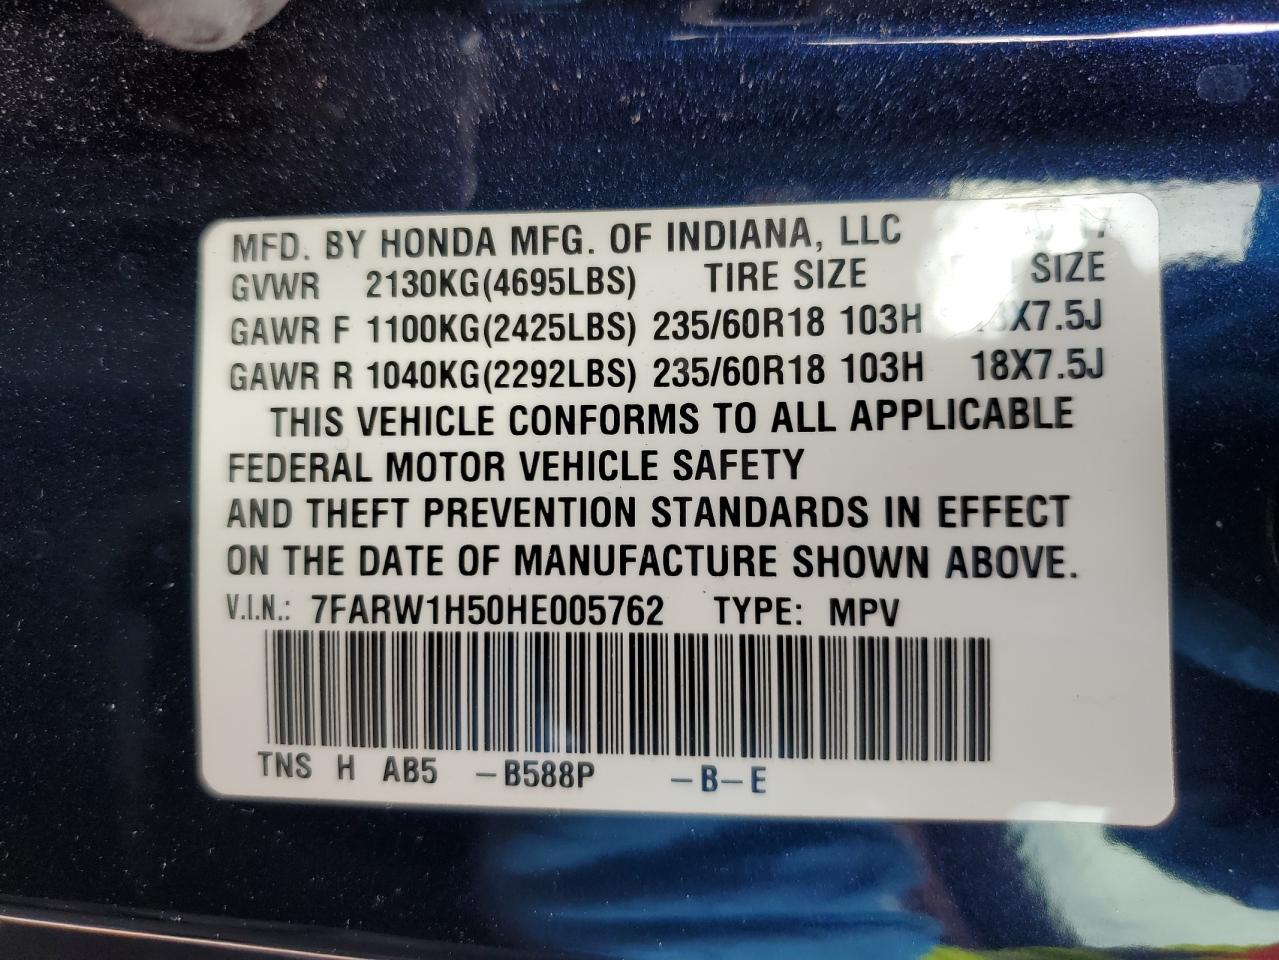 MFD. BY HONDA MFG. OF INDIANA, LLC
GVWR 2130KG(4695LBS) TIRE SIZE SIZE
GAWR F 1100KG(2425LBS) 235/60R18 103H 18X7.5J
GAWR R 1040KG(2292LBS) 235/60R18 103H 18X7.5J
THIS VEHICLE CONFORMS TO ALL APPLICABLE
FEDERAL MOTOR VEHICLE SAFETY
AND THEFT PREVENTION STANDARDS IN EFFECT
ON THE DATE OF MANUFACTURE SHOWN ABOVE.
V.I.N.: 7FARW1H50HE005762 TYPE: MPV
TNS H AB5 -B588P -B-E